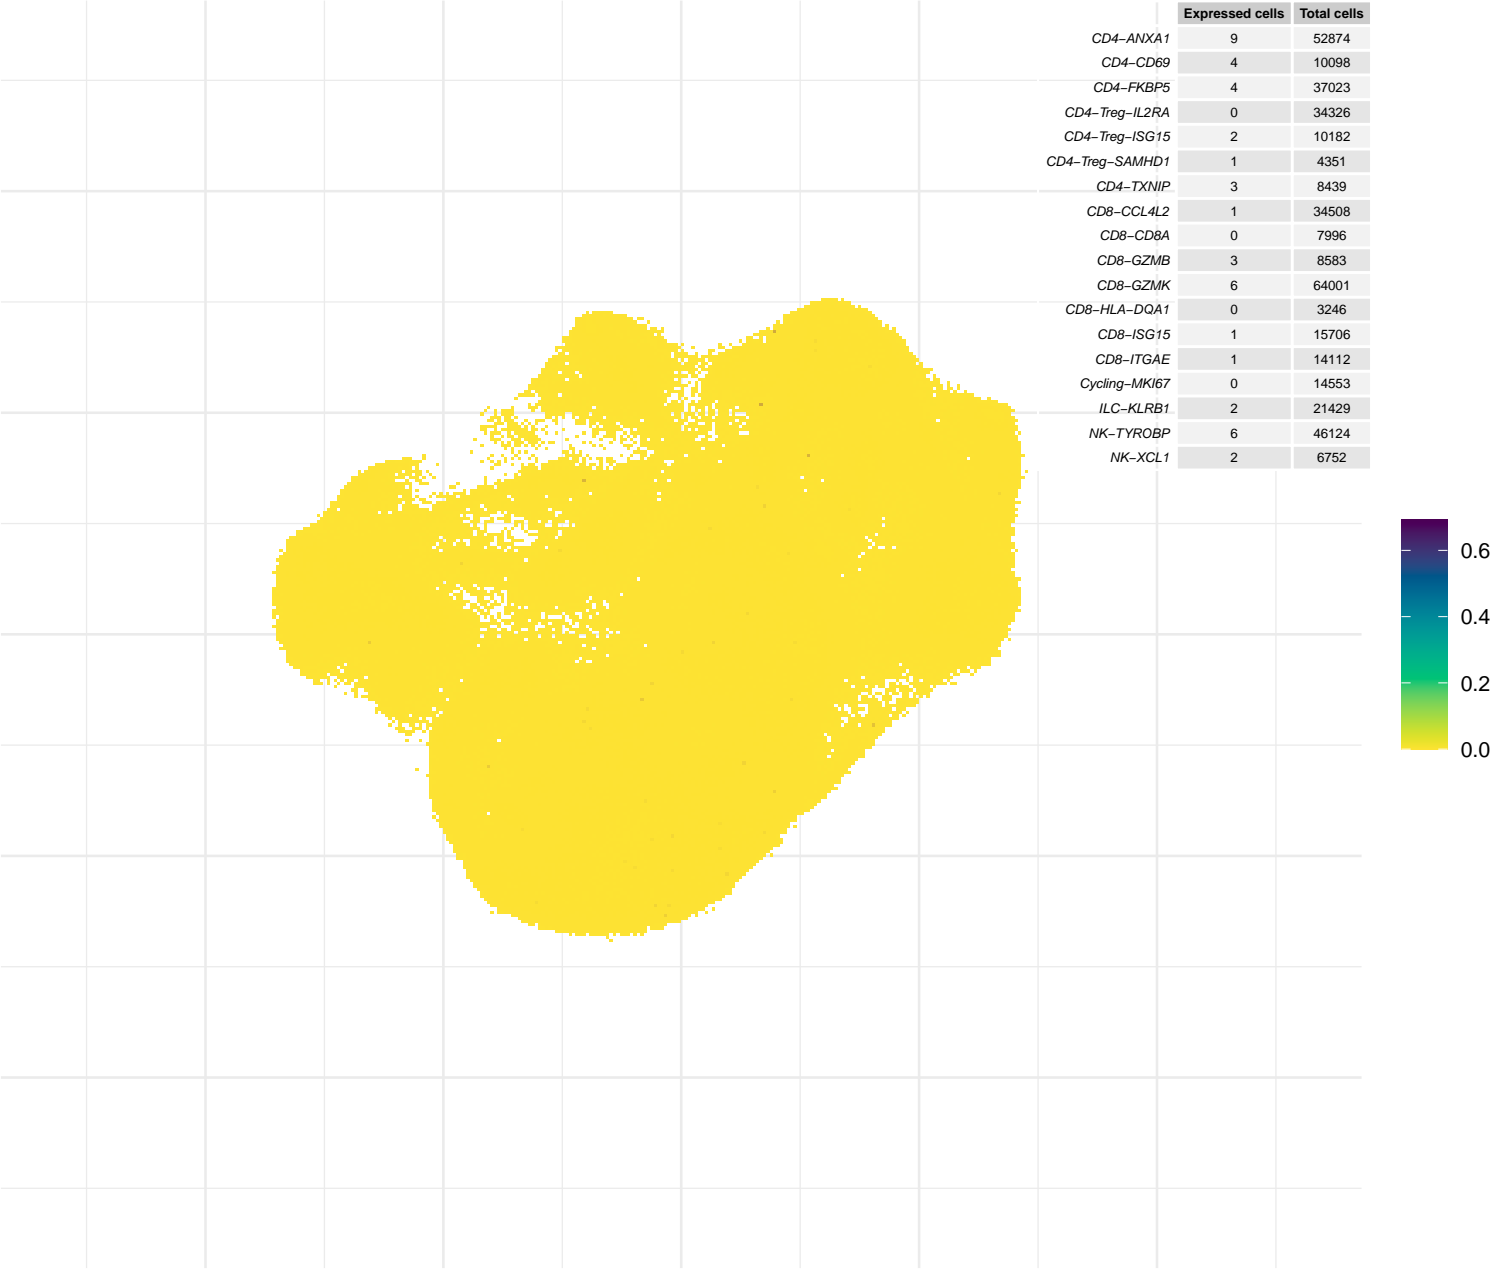 Expressed cells Total cells
CD4−ANXA1 9 52874
CD4−CD69 4 10098
CD4−FKBP5 4 37023
CD4−Treg−IL2RA 0 34326
CD4−Treg−ISG15 2 10182
CD4−Treg−SAMHD1 1 4351
CD4−TXNIP 3 8439
CD8−CCL4L2 1 34508
CD8−CD8A 0 7996
CD8−GZMB 3 8583
CD8−GZMK 6 64001
CD8−HLA−DQA1 0 3246
CD8−ISG15 1 15706
CD8−ITGAE 1 14112
Cycling−MKI67 0 14553
ILC−KLRB1 2 21429
NK−TYROBP 6 46124
NK−XCL1 2 6752
0.6
0.4
0.2
0.0